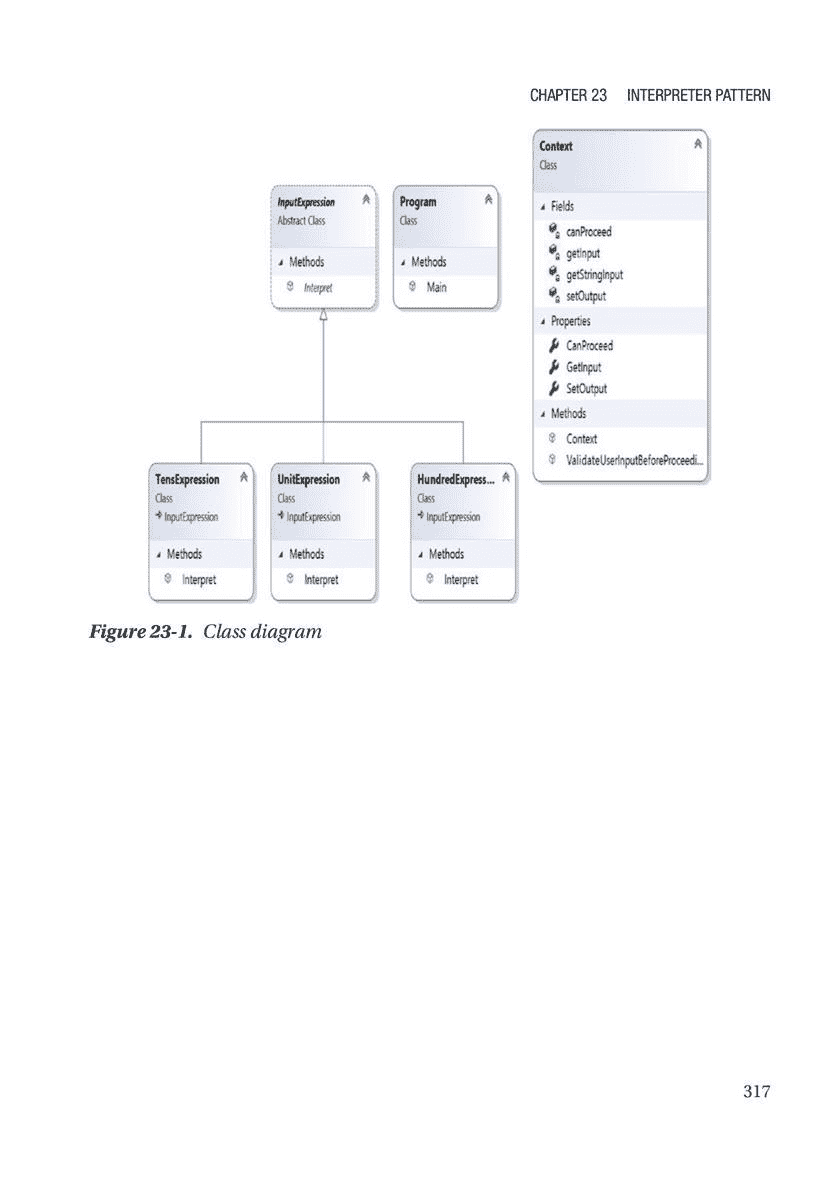 CHAPTER 23 INTERPRETER PATTERN
InputExpression
Abstract Class
Methods
Interpret
Program
Class
Methods
Main
Context
Class
Fields
canProceed
getInput
getStringInput
setOutput
Properties
CanProceed
GetInput
SetOutput
Methods
Context
ValidateUserInputBeforeProceedi...
TensExpression
Class
InputExpression
Methods
Interpret
UnitExpression
Class
InputExpression
Methods
Interpret
HundredExpress...
Class
InputExpression
Methods
Interpret
Figure 23-1. Class diagram
317